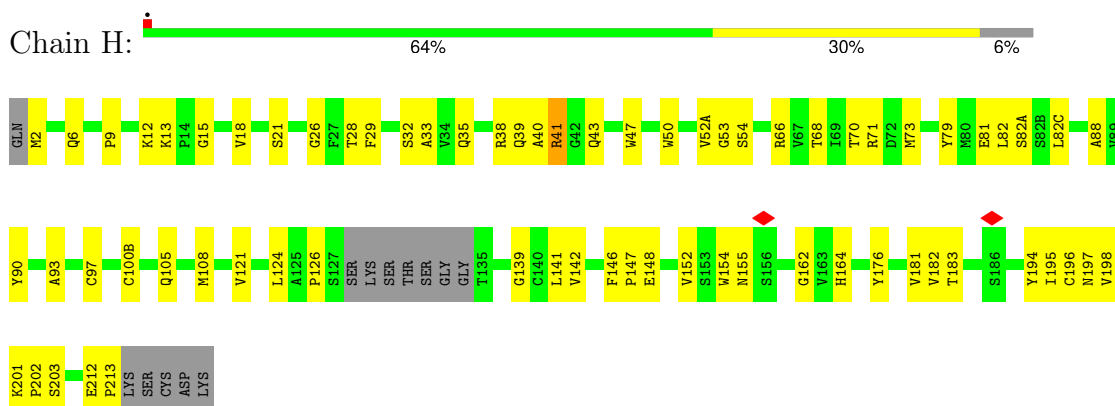 Chain H:
64% 30% 6%
GLN M2 Q6 P9 K12 K13 P14 G15 V18 S21 G26 F27 T28 F29 S32 A33 V34 Q35 R38 Q39 A40 R41 G42 Q43 W47 W50 V52A G53 S54 R66 V67 T68 I69 T70 R71 D72 M73 Y79 M80 E81 L82 S82A S82B L82C A88 V89
Y90 A93 C97 C100B Q105 M108 V121 L124 A125 P126 S127 SER LYS SER THR SER GLY GLY T135 G139 C140 L141 V142 F146 P147 E148 V152 S153 W154 N155 S156 G162 V163 H164 Y176 V181 V182 T183 S186 Y194 I195 C196 N197 V198
K201 P202 S203 E212 P213 LYS SER CYS ASP LYS